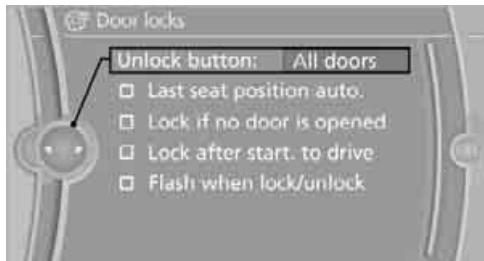 Door locks
Unlock button: All doors
Last seat position auto.
Lock if no door is opened
Lock after start. to drive
Flash when lock/unlock